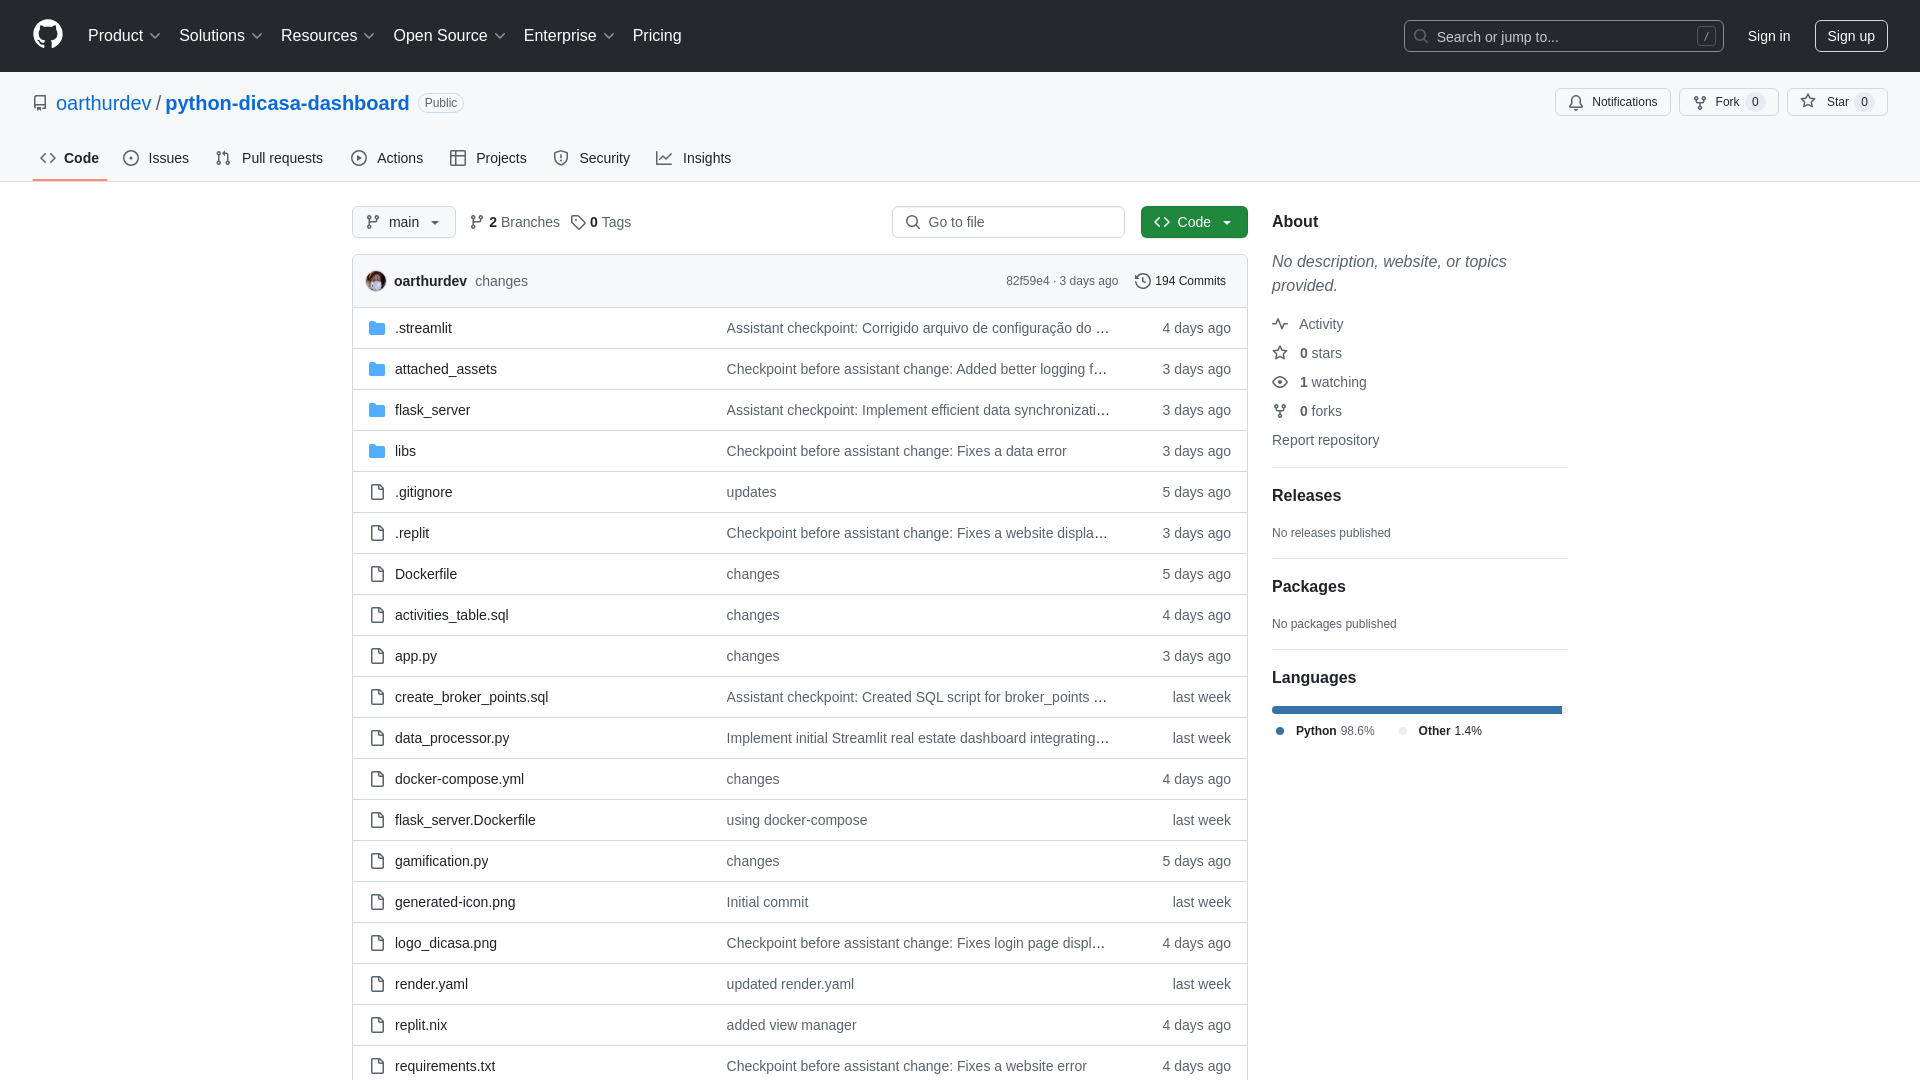 Product Solutions Resources Open Source Enterprise Pricing Search or jump to... / Sign in Sign up
oarthurdev / python-dicasa-dashboard Public Notifications Fork 0 Star 0
Code Issues Pull requests Actions Projects Security Insights
main 2 Branches 0 Tags Go to file Code
oarthurdev changes 82f59e4 · 3 days ago 194 Commits
.streamlit Assistant checkpoint: Corrigido arquivo de configuração do … 4 days ago
attached_assets Checkpoint before assistant change: Added better logging f… 3 days ago
flask_server Assistant checkpoint: Implement efficient data synchronizati… 3 days ago
libs Checkpoint before assistant change: Fixes a data error 3 days ago
.gitignore updates 5 days ago
.replit Checkpoint before assistant change: Fixes a website displa… 3 days ago
Dockerfile changes 5 days ago
activities_table.sql changes 4 days ago
app.py changes 3 days ago
create_broker_points.sql Assistant checkpoint: Created SQL script for broker_points … last week
data_processor.py Implement initial Streamlit real estate dashboard integrating… last week
docker-compose.yml changes 4 days ago
flask_server.Dockerfile using docker-compose last week
gamification.py changes 5 days ago
generated-icon.png Initial commit last week
logo_dicasa.png Checkpoint before assistant change: Fixes login page displ… 4 days ago
render.yaml updated render.yaml last week
replit.nix added view manager 4 days ago
requirements.txt Checkpoint before assistant change: Fixes a website error 4 days ago
About
No description, website, or topics
provided.
Activity
0 stars
1 watching
0 forks
Report repository
Releases
No releases published
Packages
No packages published
Languages
Python 98.6% Other 1.4%